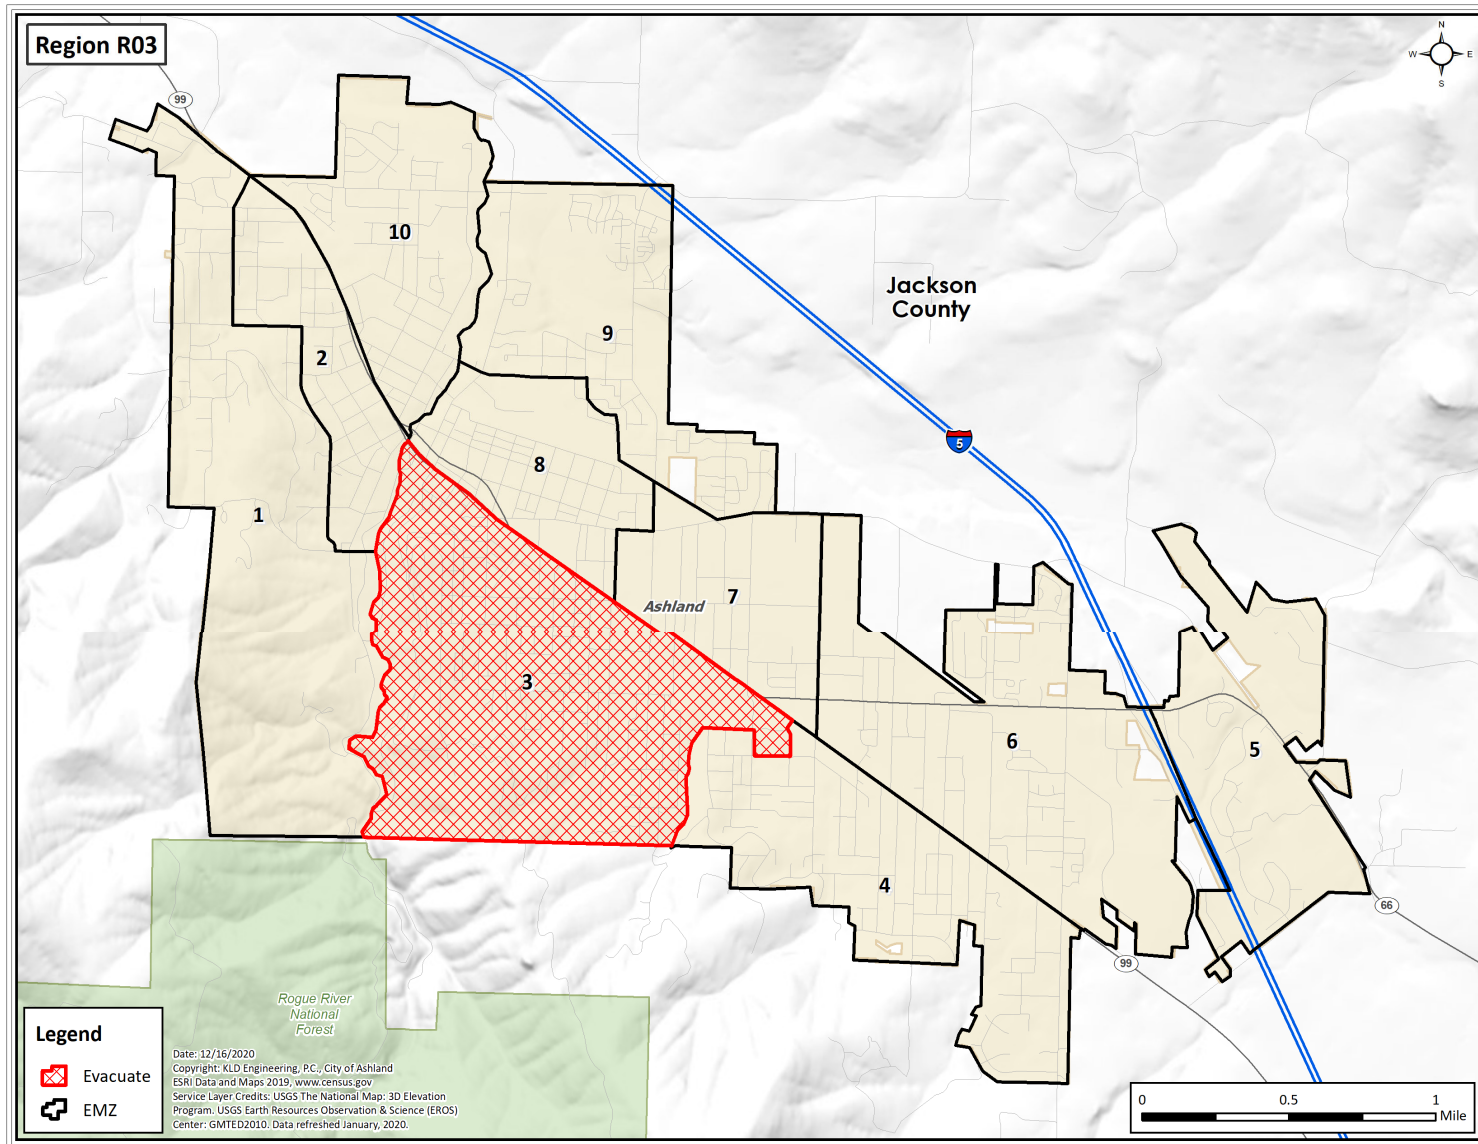 Region R03
N
W
E
S
99
10
Jackson
County
9
2
5
8
1
7
Ashland
3
6
5
4
66
99
Rogue River
National
Forest
Legend
Evacuate
EMZ
Date: 12/16/2020
Copyright: KLD Engineering, P.C., City of Ashland
ESRI Data and Maps 2019, www.census.gov
Service Layer Credits: USGS The National Map: 3D Elevation
Program. USGS Earth Resources Observation & Science (EROS)
Center: GMTED2010. Data refreshed January, 2020.
0 0.5 1
Mile